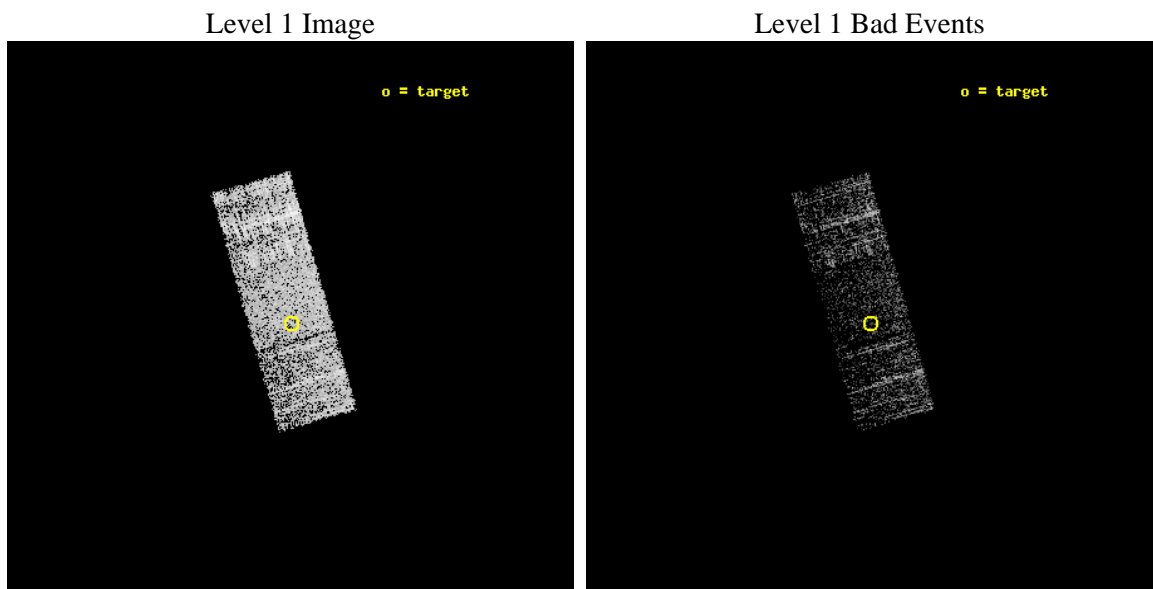 Level 1 Image
Level 1 Bad Events
o = target
o = target